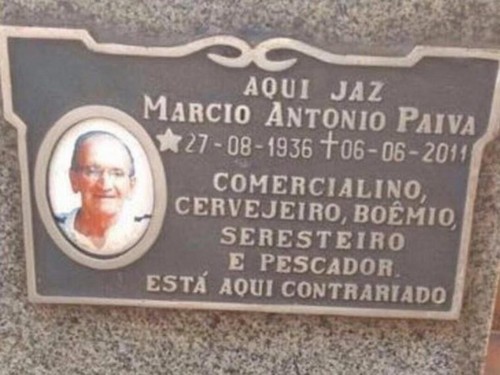 AQUI JAZ
MARCIO ANTONIO PAIVA
27-08-1936 06-06-2011
COMERCIALINO,
CERVEJEIRO, BOÊMIO,
SERESTEIRO
E PESCADOR.
ESTÁ AQUI CONTRARIADO